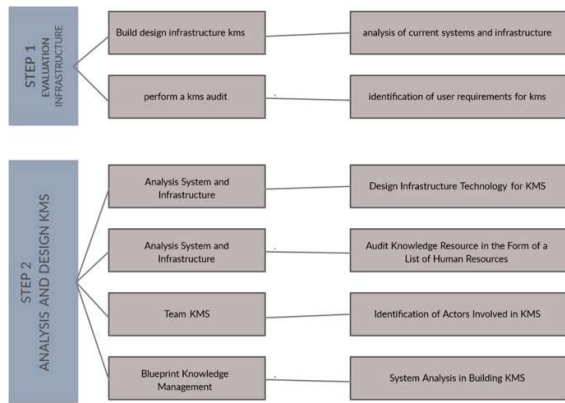 STEP 1
EVALUATION
INFRASTRUCTURE
Build design infrastructure kms
analysis of current systems and infrastructure
perform a kms audit
identification of user requirements for kms
STEP 2
ANALYSIS AND DESIGN KMS
Analysis System and
Infrastructure
Design Infrastructure Technology for KMS
Analysis System and
Infrastructure
Audit Knowledge Resource in the Form of a
List of Human Resources
Team KMS
Identification of Actors Involved in KMS
Blueprint Knowledge
Management
System Analysis in Building KMS